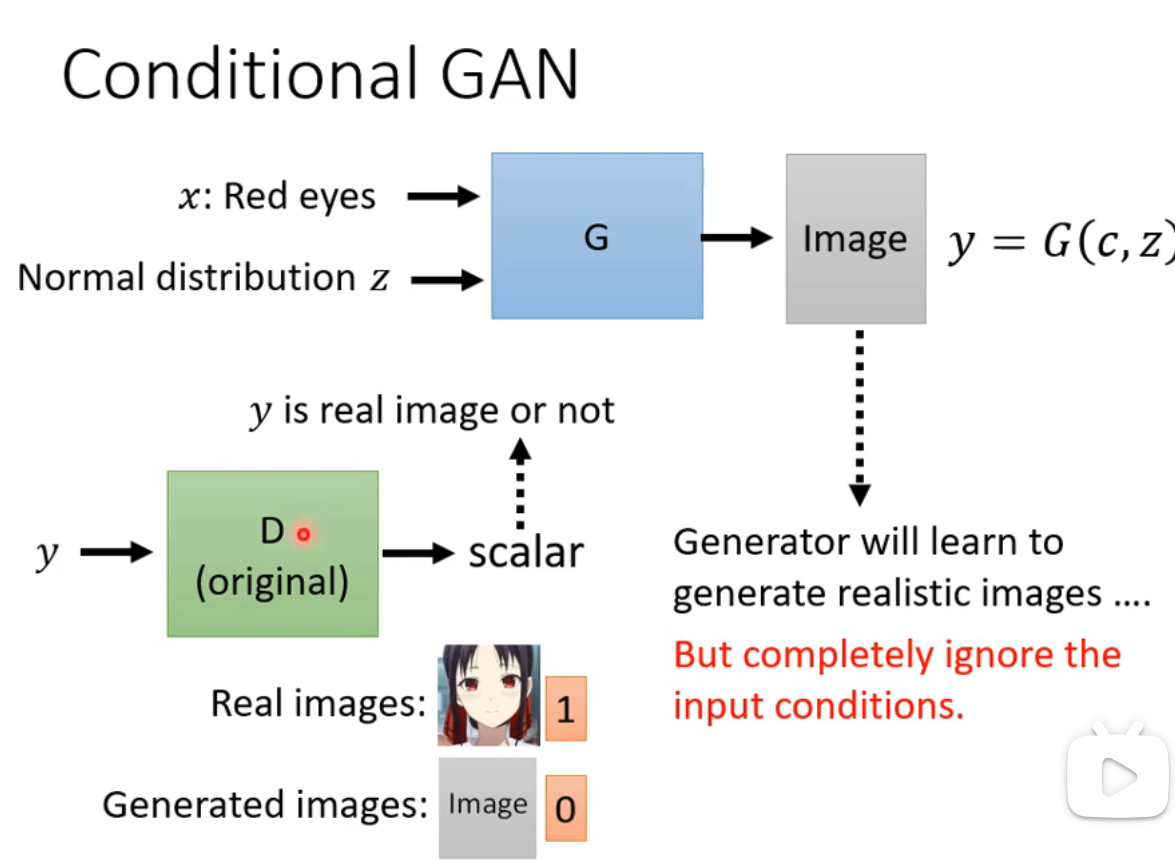 Conditional GAN
x: Red eyes
Normal distribution z
G
Image
y = G(c, z)
y is real image or not
y
D
(original)
scalar
Generator will learn to
generate realistic images ....
But completely ignore the
input conditions.
Real images:
1
Generated images:
Image
0